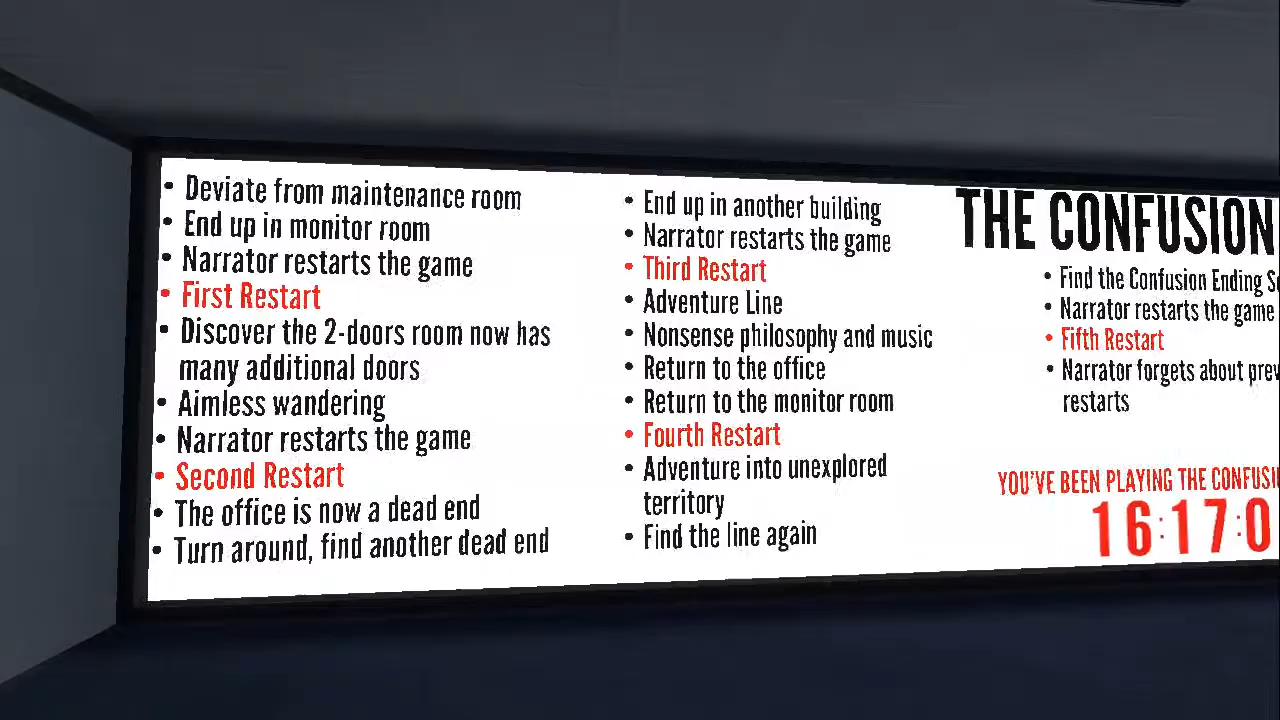 • Deviate from maintenance room
• End up in monitor room
• Narrator restarts the game
• First Restart
• Discover the 2-doors room now has
many additional doors
• Aimless wandering
• Narrator restarts the game
• Second Restart
• The office is now a dead end
• Turn around, find another dead end
• End up in another building
• Narrator restarts the game
• Third Restart
• Adventure Line
• Nonsense philosophy and music
• Return to the office
• Return to the monitor room
• Fourth Restart
• Adventure into unexplored
territory
• Find the line again
THE CONFUSION
• Find the Confusion Ending
• Narrator restarts the game
• Fifth Restart
• Narrator forgets about
restarts
YOU'VE BEEN PLAYING THE
16:17:0